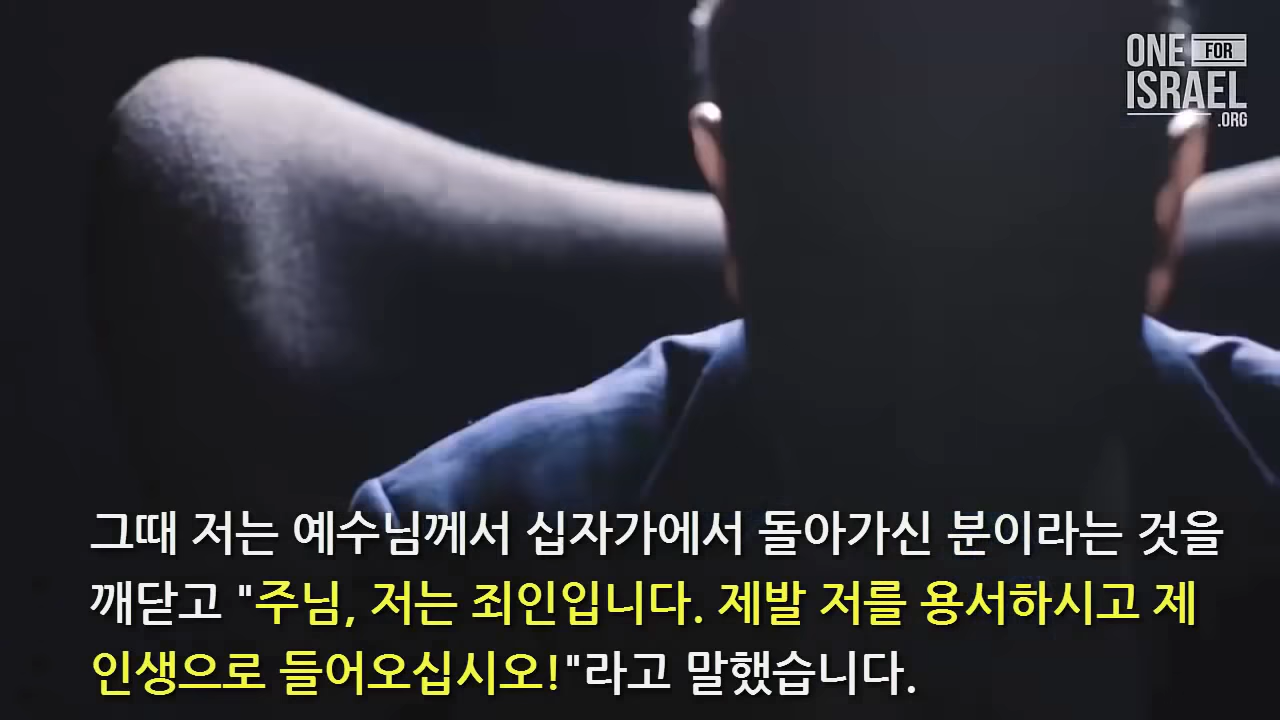 ONE FOR
ISRAEL
.ORG
그때 저는 예수님께서 십자가에서 돌아가신 분이라는 것을
깨닫고 "주님, 저는 죄인입니다. 제발 저를 용서하시고 제
인생으로 들어오십시오!"라고 말했습니다.